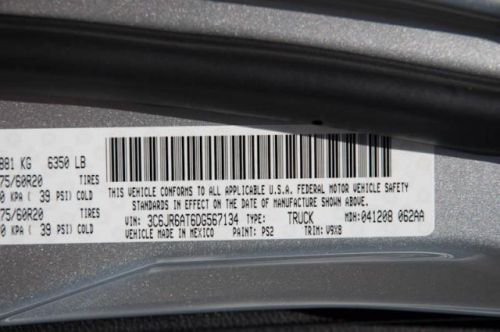 881 KG 6350 LB
75/60R20 TIRES
0 KPA ( 39 PSI) COLD
75/60R20 TIRES
0 KPA ( 39 PSI) COLD
THIS VEHICLE CONFORMS TO ALL APPLICABLE U.S.A. FEDERAL MOTOR VEHICLE SAFETY
STANDARDS IN EFFECT ON THE DATE OF MANUFACTURE SHOWN ABOVE
VIN: 3C6JR6AT6DG567134 TYPE: TRUCK MDH: 041208 062AA
VEHICLE MADE IN MEXICO PAINT: PS2 TRIM: V9X8